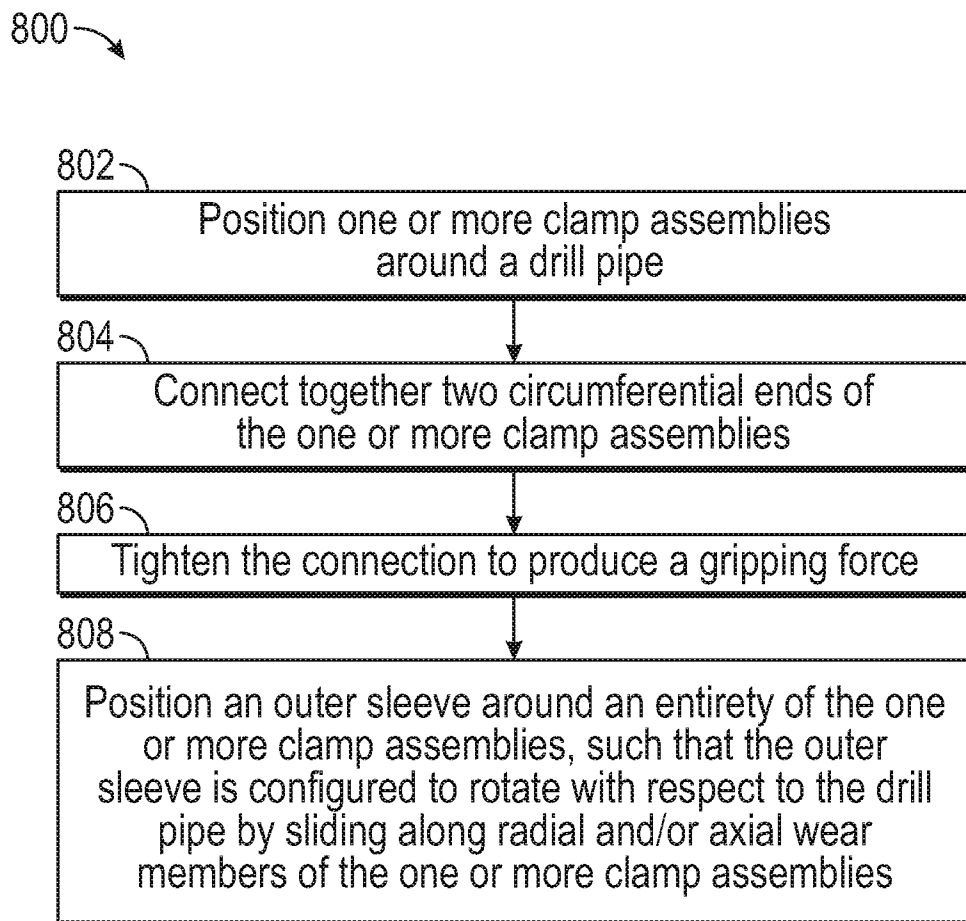 800
802
Position one or more clamp assemblies
around a drill pipe
804
Connect together two circumferential ends of
the one or more clamp assemblies
806
Tighten the connection to produce a gripping force
808
Position an outer sleeve around an entirety of the one
or more clamp assemblies, such that the outer
sleeve is configured to rotate with respect to the drill
pipe by sliding along radial and/or axial wear
members of the one or more clamp assemblies